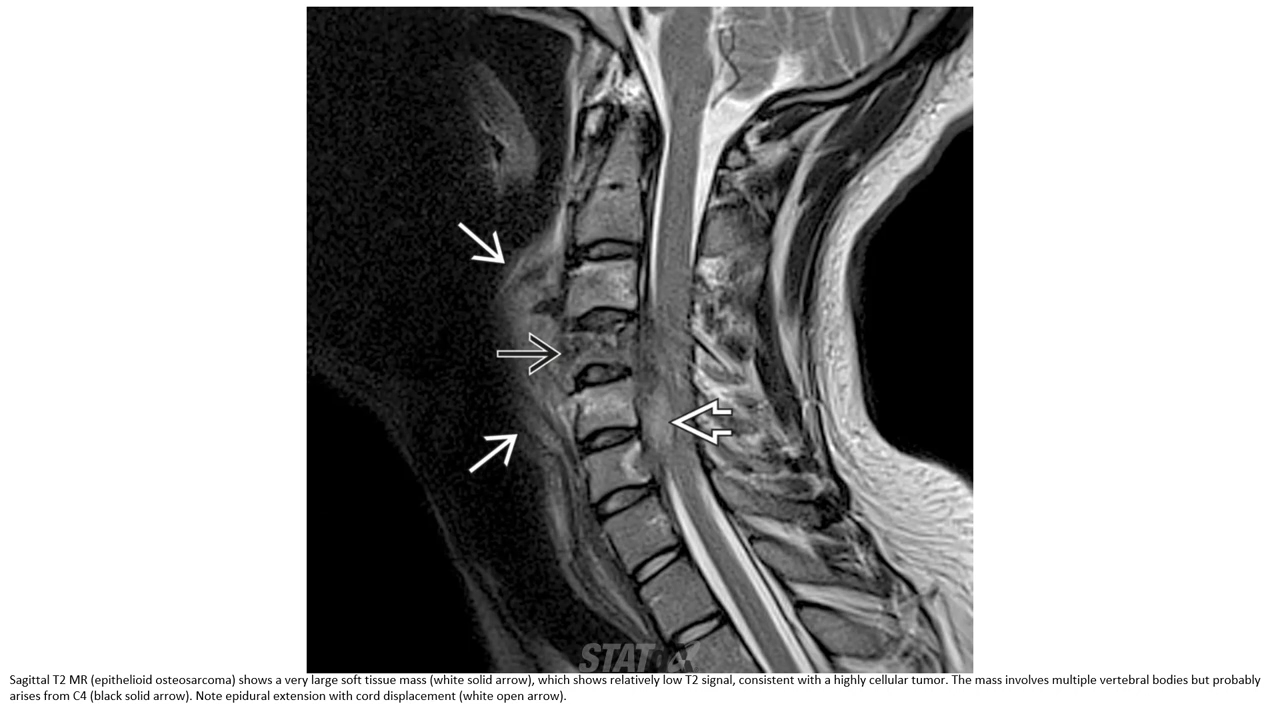 STATdx
Sagittal T2 MR (epithelioid osteosarcoma) shows a very large soft tissue mass (white solid arrow), which shows relatively low T2 signal, consistent with a highly cellular tumor. The mass involves multiple vertebral bodies but probably
arises from C4 (black solid arrow). Note epidural extension with cord displacement (white open arrow).